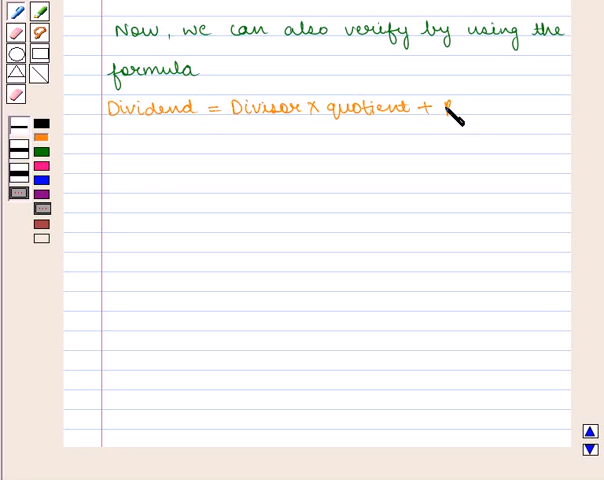 Now, we can also verify by using the
formula
Dividend = Divisor × quotient +